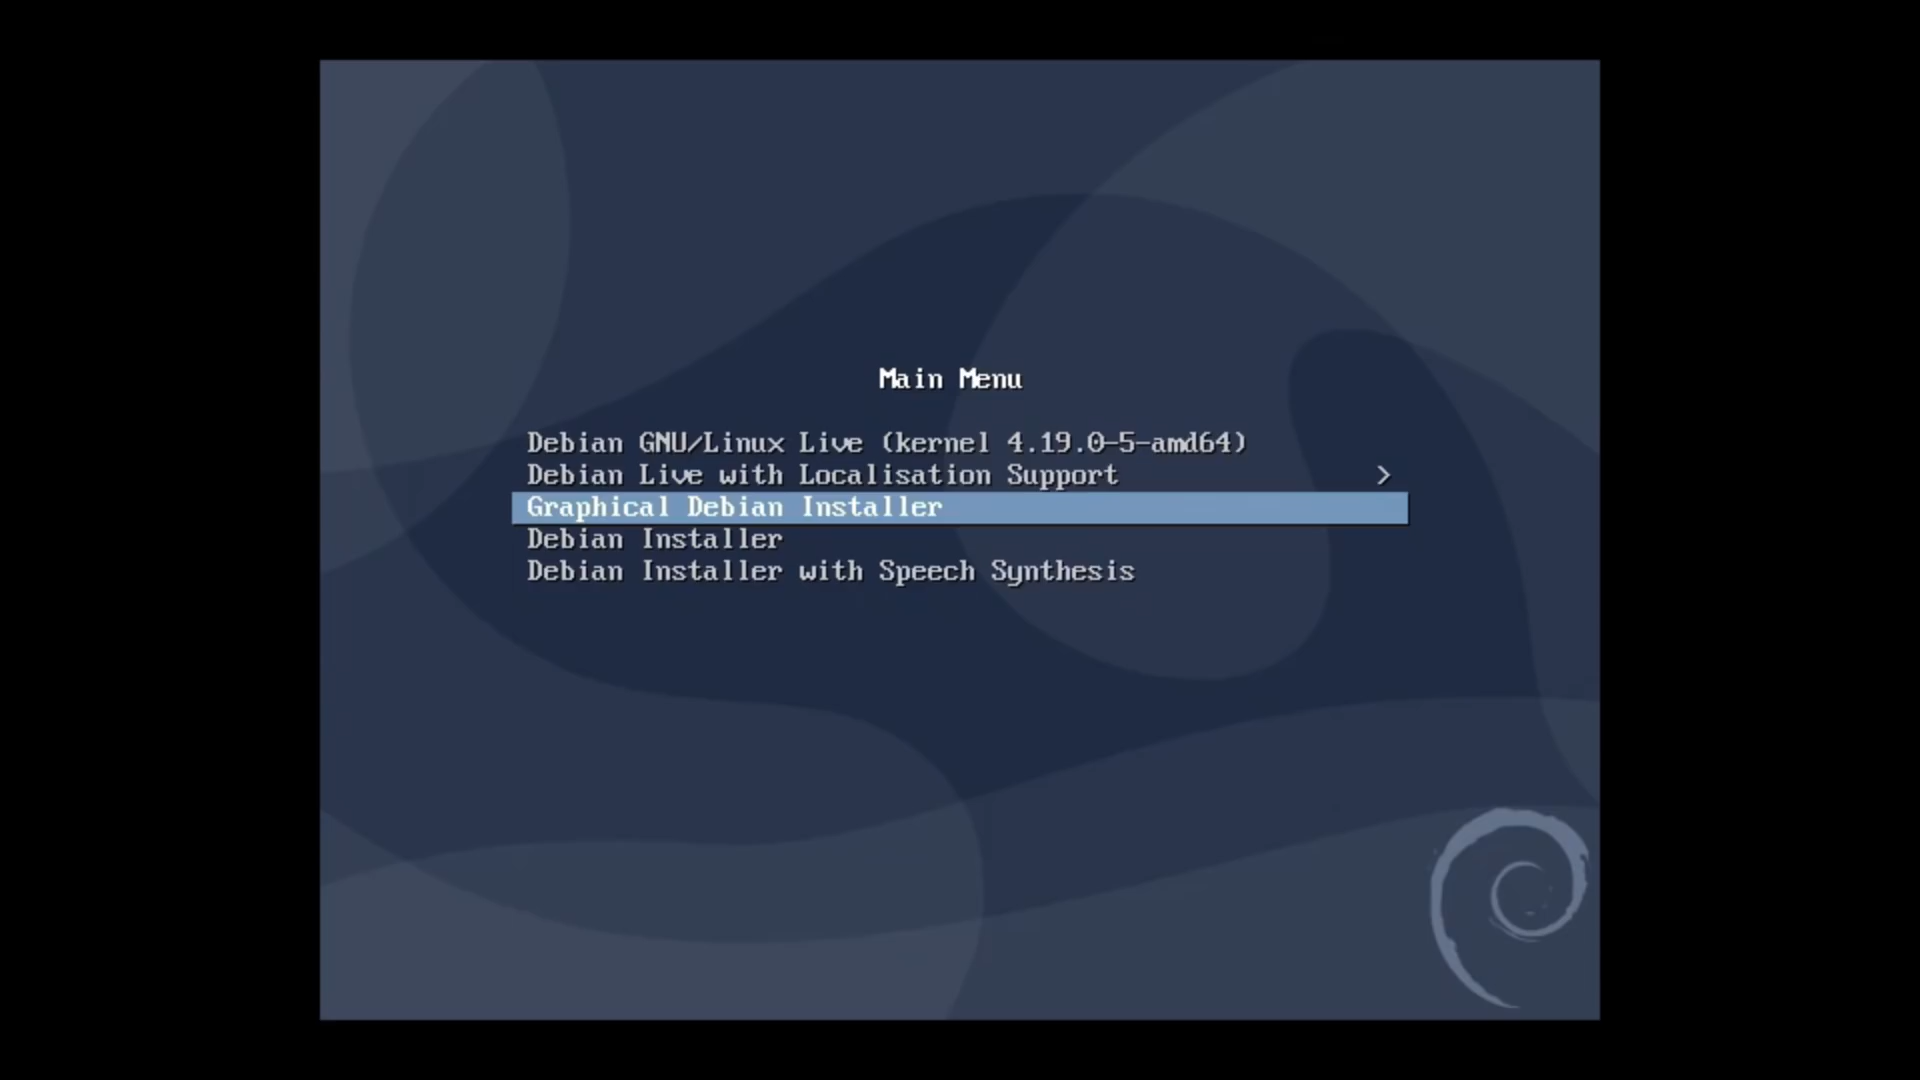 Main Menu
Debian GNU/Linux Live (kernel 4.19.0-5-amd64)
Debian Live with Localisation Support >
Graphical Debian Installer
Debian Installer
Debian Installer with Speech Synthesis